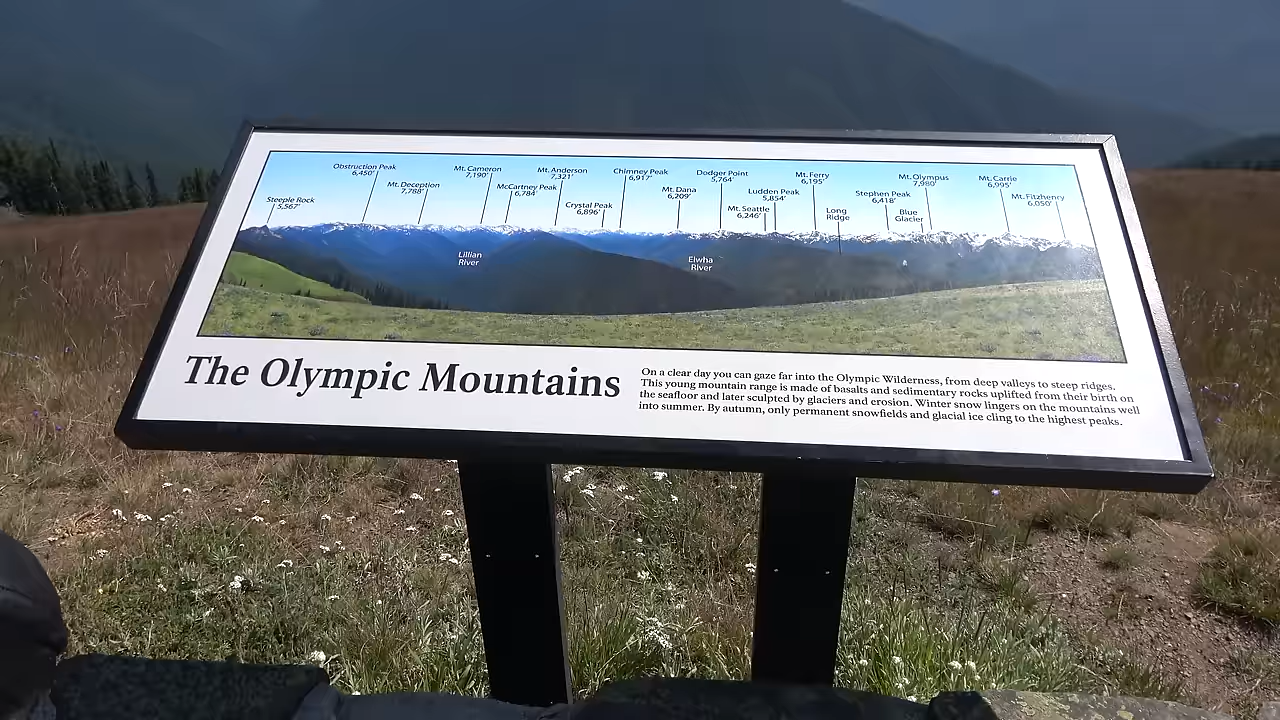 Steeple Rock
5,567'
Obstruction Peak
6,450'
Mt. Deception
7,788'
Mt. Cameron
7,190'
McCartney Peak
6,784'
Mt. Anderson
7,321'
Crystal Peak
6,896'
Chimney Peak
6,917'
Mt. Dana
6,209'
Dodger Point
5,764'
Mt. Seattle
6,246'
Ludden Peak
5,854'
Mt. Ferry
6,195'
Long
Ridge
Stephen Peak
6,418'
Blue
Glacier
Mt. Olympus
7,980'
Mt. Carrie
6,995'
Mt. Fitzhenry
6,050'
Lillian
River
Elwha
River
The Olympic Mountains
On a clear day you can gaze far into the Olympic Wilderness, from deep valleys to steep ridges.
This young mountain range is made of basalts and sedimentary rocks uplifted from their birth on
the seafloor and later sculpted by glaciers and erosion. Winter snow lingers on the mountains well
into summer. By autumn, only permanent snowfields and glacial ice cling to the highest peaks.